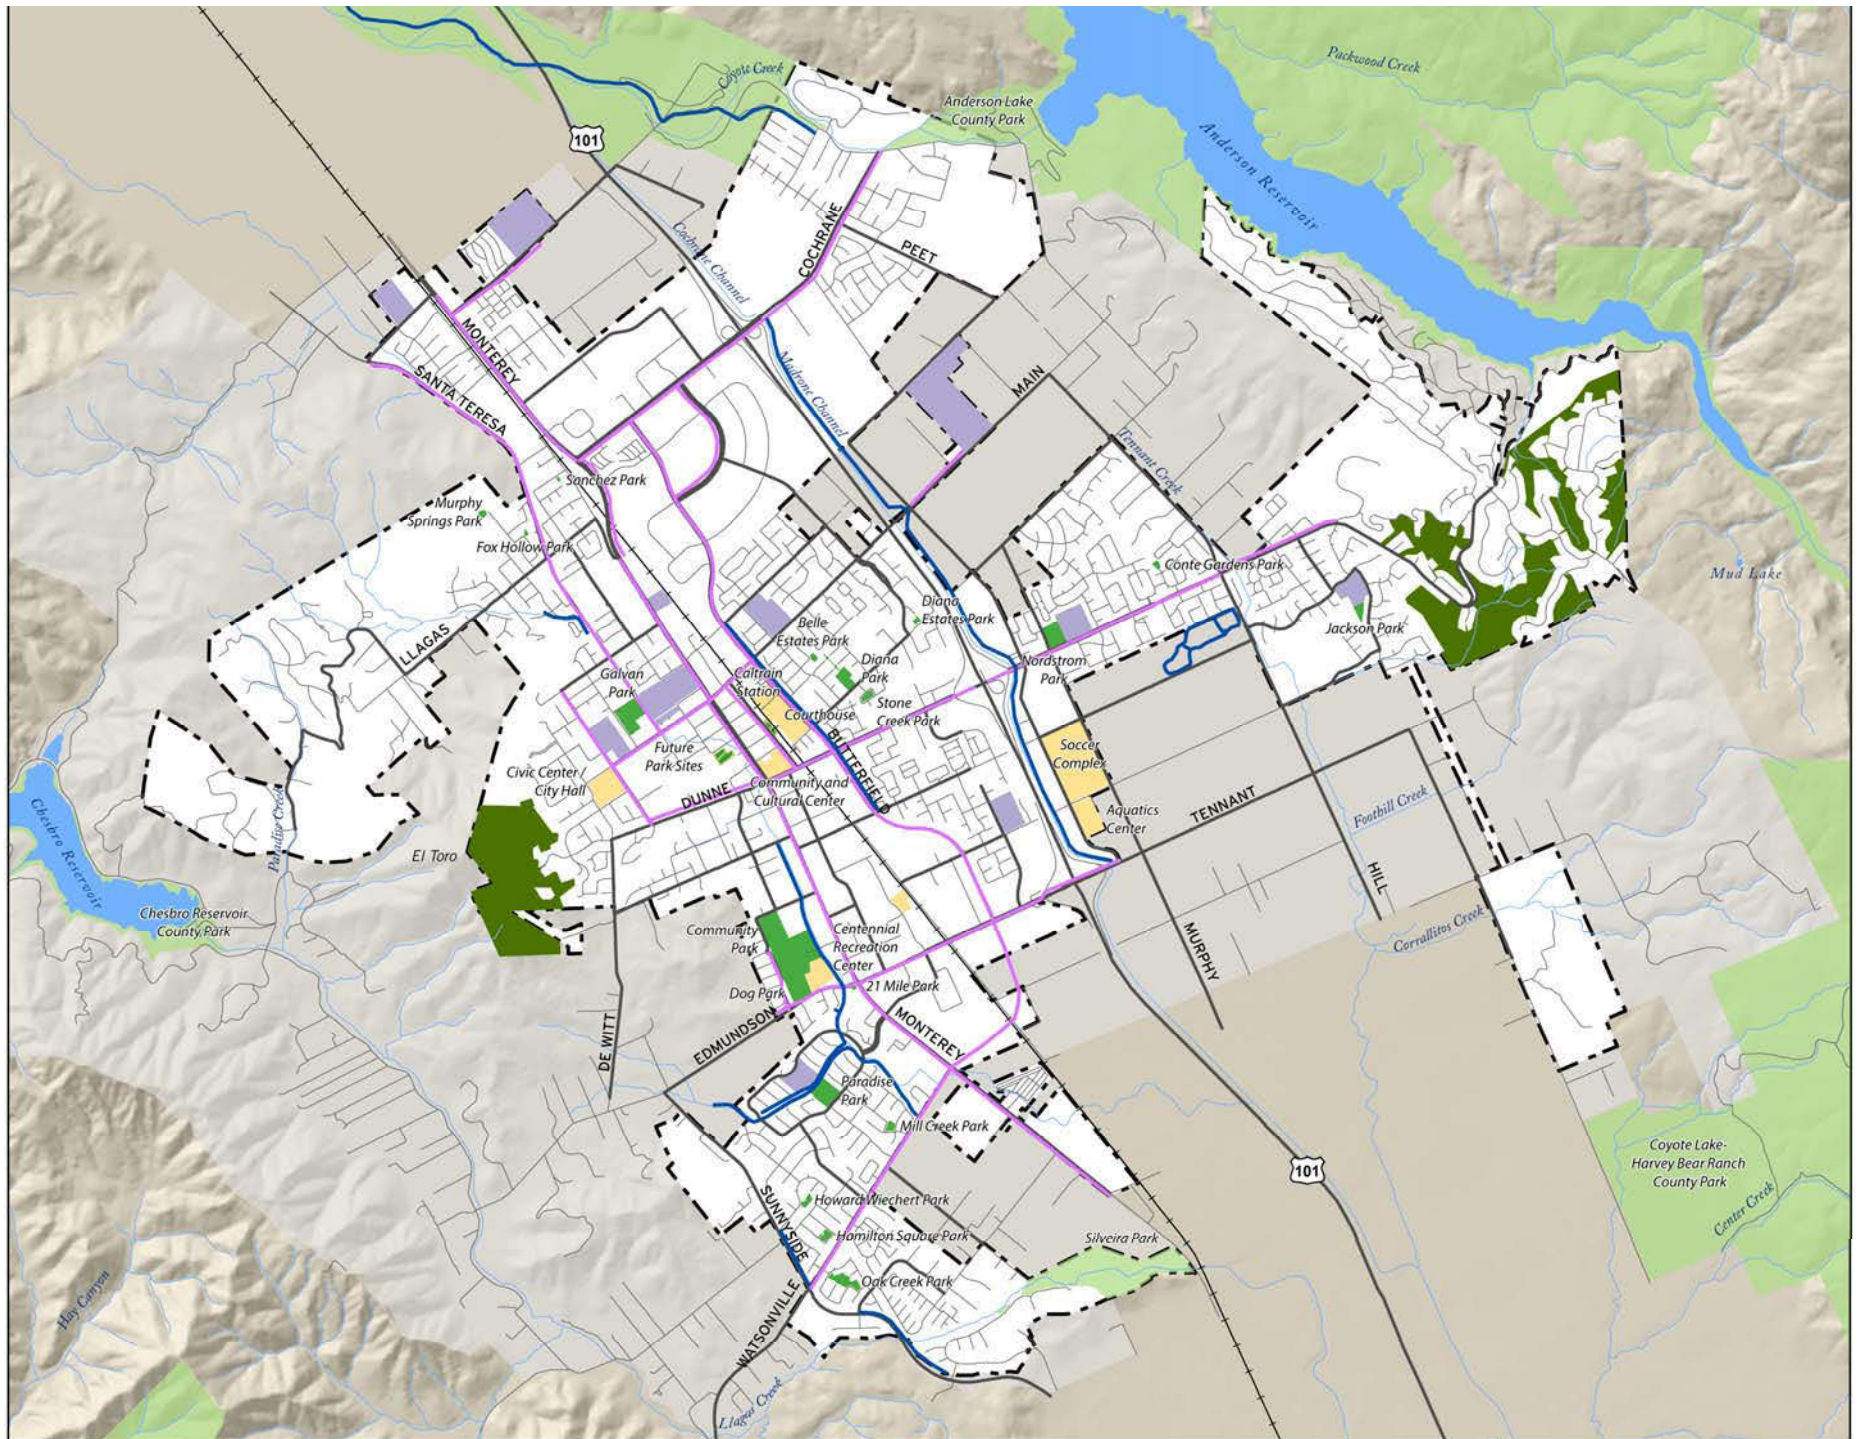 Packwood Creek
Coyote Creek
Anderson Lake
County Park
101
Anderson Reservoir
COCHRANE
Cochrane Channel
PEET
MONTEREY
SANTA TERESA
Madrone Channel
MAIN
Tennant Creek
Sanchez Park
Murphy
Springs Park
Fox Hollow Park
Conte Gardens Park
Mud Lake
Diana
Estates Park
Belle
Estates Park
Jackson Park
LLAGAS
Galvan
Park
Caltrain
Station
Diana
Park
Nordstrom
Park
Courthouse
Stone
Creek Park
BUTTERFIELD
Future
Park Sites
Soccer
Complex
Civic Center /
City Hall
DUNNE
Community and
Cultural Center
Aquatics
Center
TENNANT
Foothill Creek
Paradise Creek
Chesbro Reservoir
El Toro
HILL
Chesbro Reservoir
County Park
Community
Park
Centennial
Recreation
Center
Corrallitos Creek
MURPHY
Dog Park
21 Mile Park
DE WITT
EDMUNDSON
MONTEREY
Paradise
Park
Mill Creek Park
101
Coyote Lake-
Harvey Bear Ranch
County Park
Center Creek
SUNNYSIDE
Howard Wiechert Park
Hamilton Square Park
Silveira Park
Oak Creek Park
Hay Canyon
WATSONVILLE
Llagas Creek